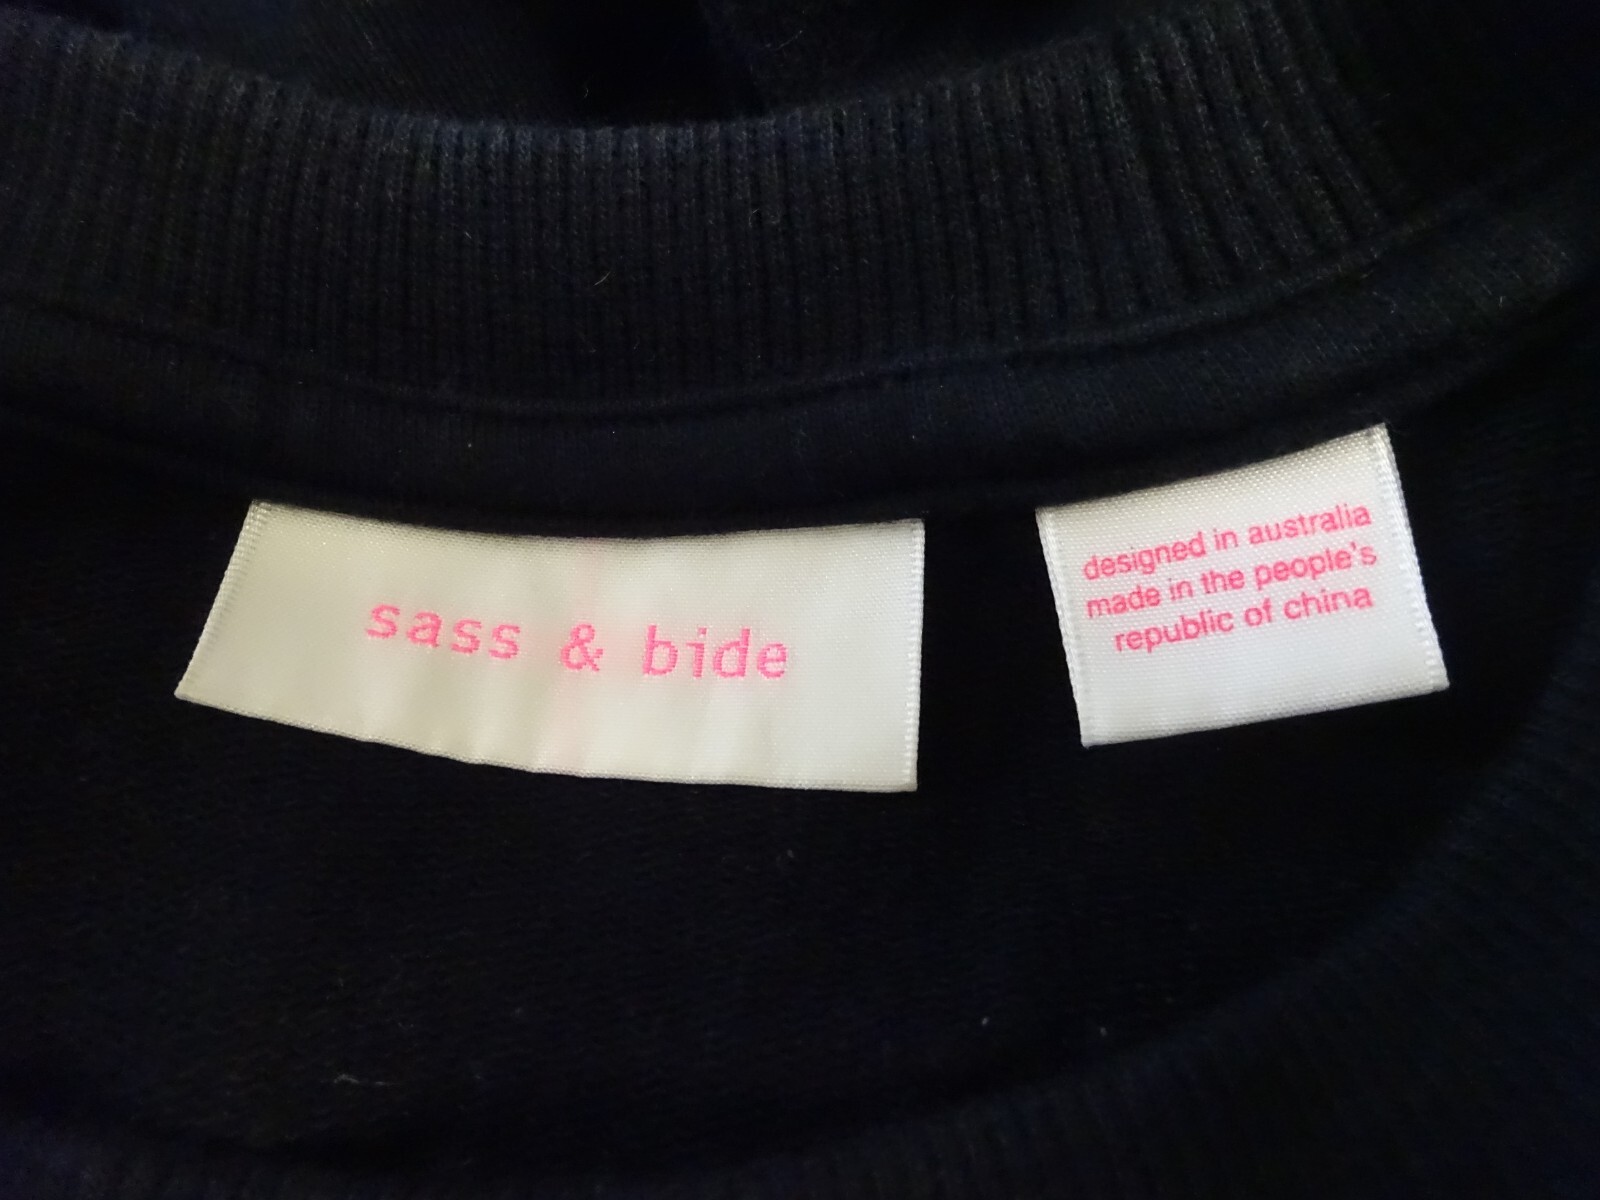 sass & bide
designed in australia
made in the people's
republic of china